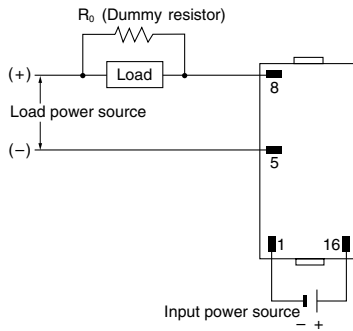 R₀ (Dummy resistor)
(+)
Load
8
Load power source
(−)
5
1
16
Input power source
− +